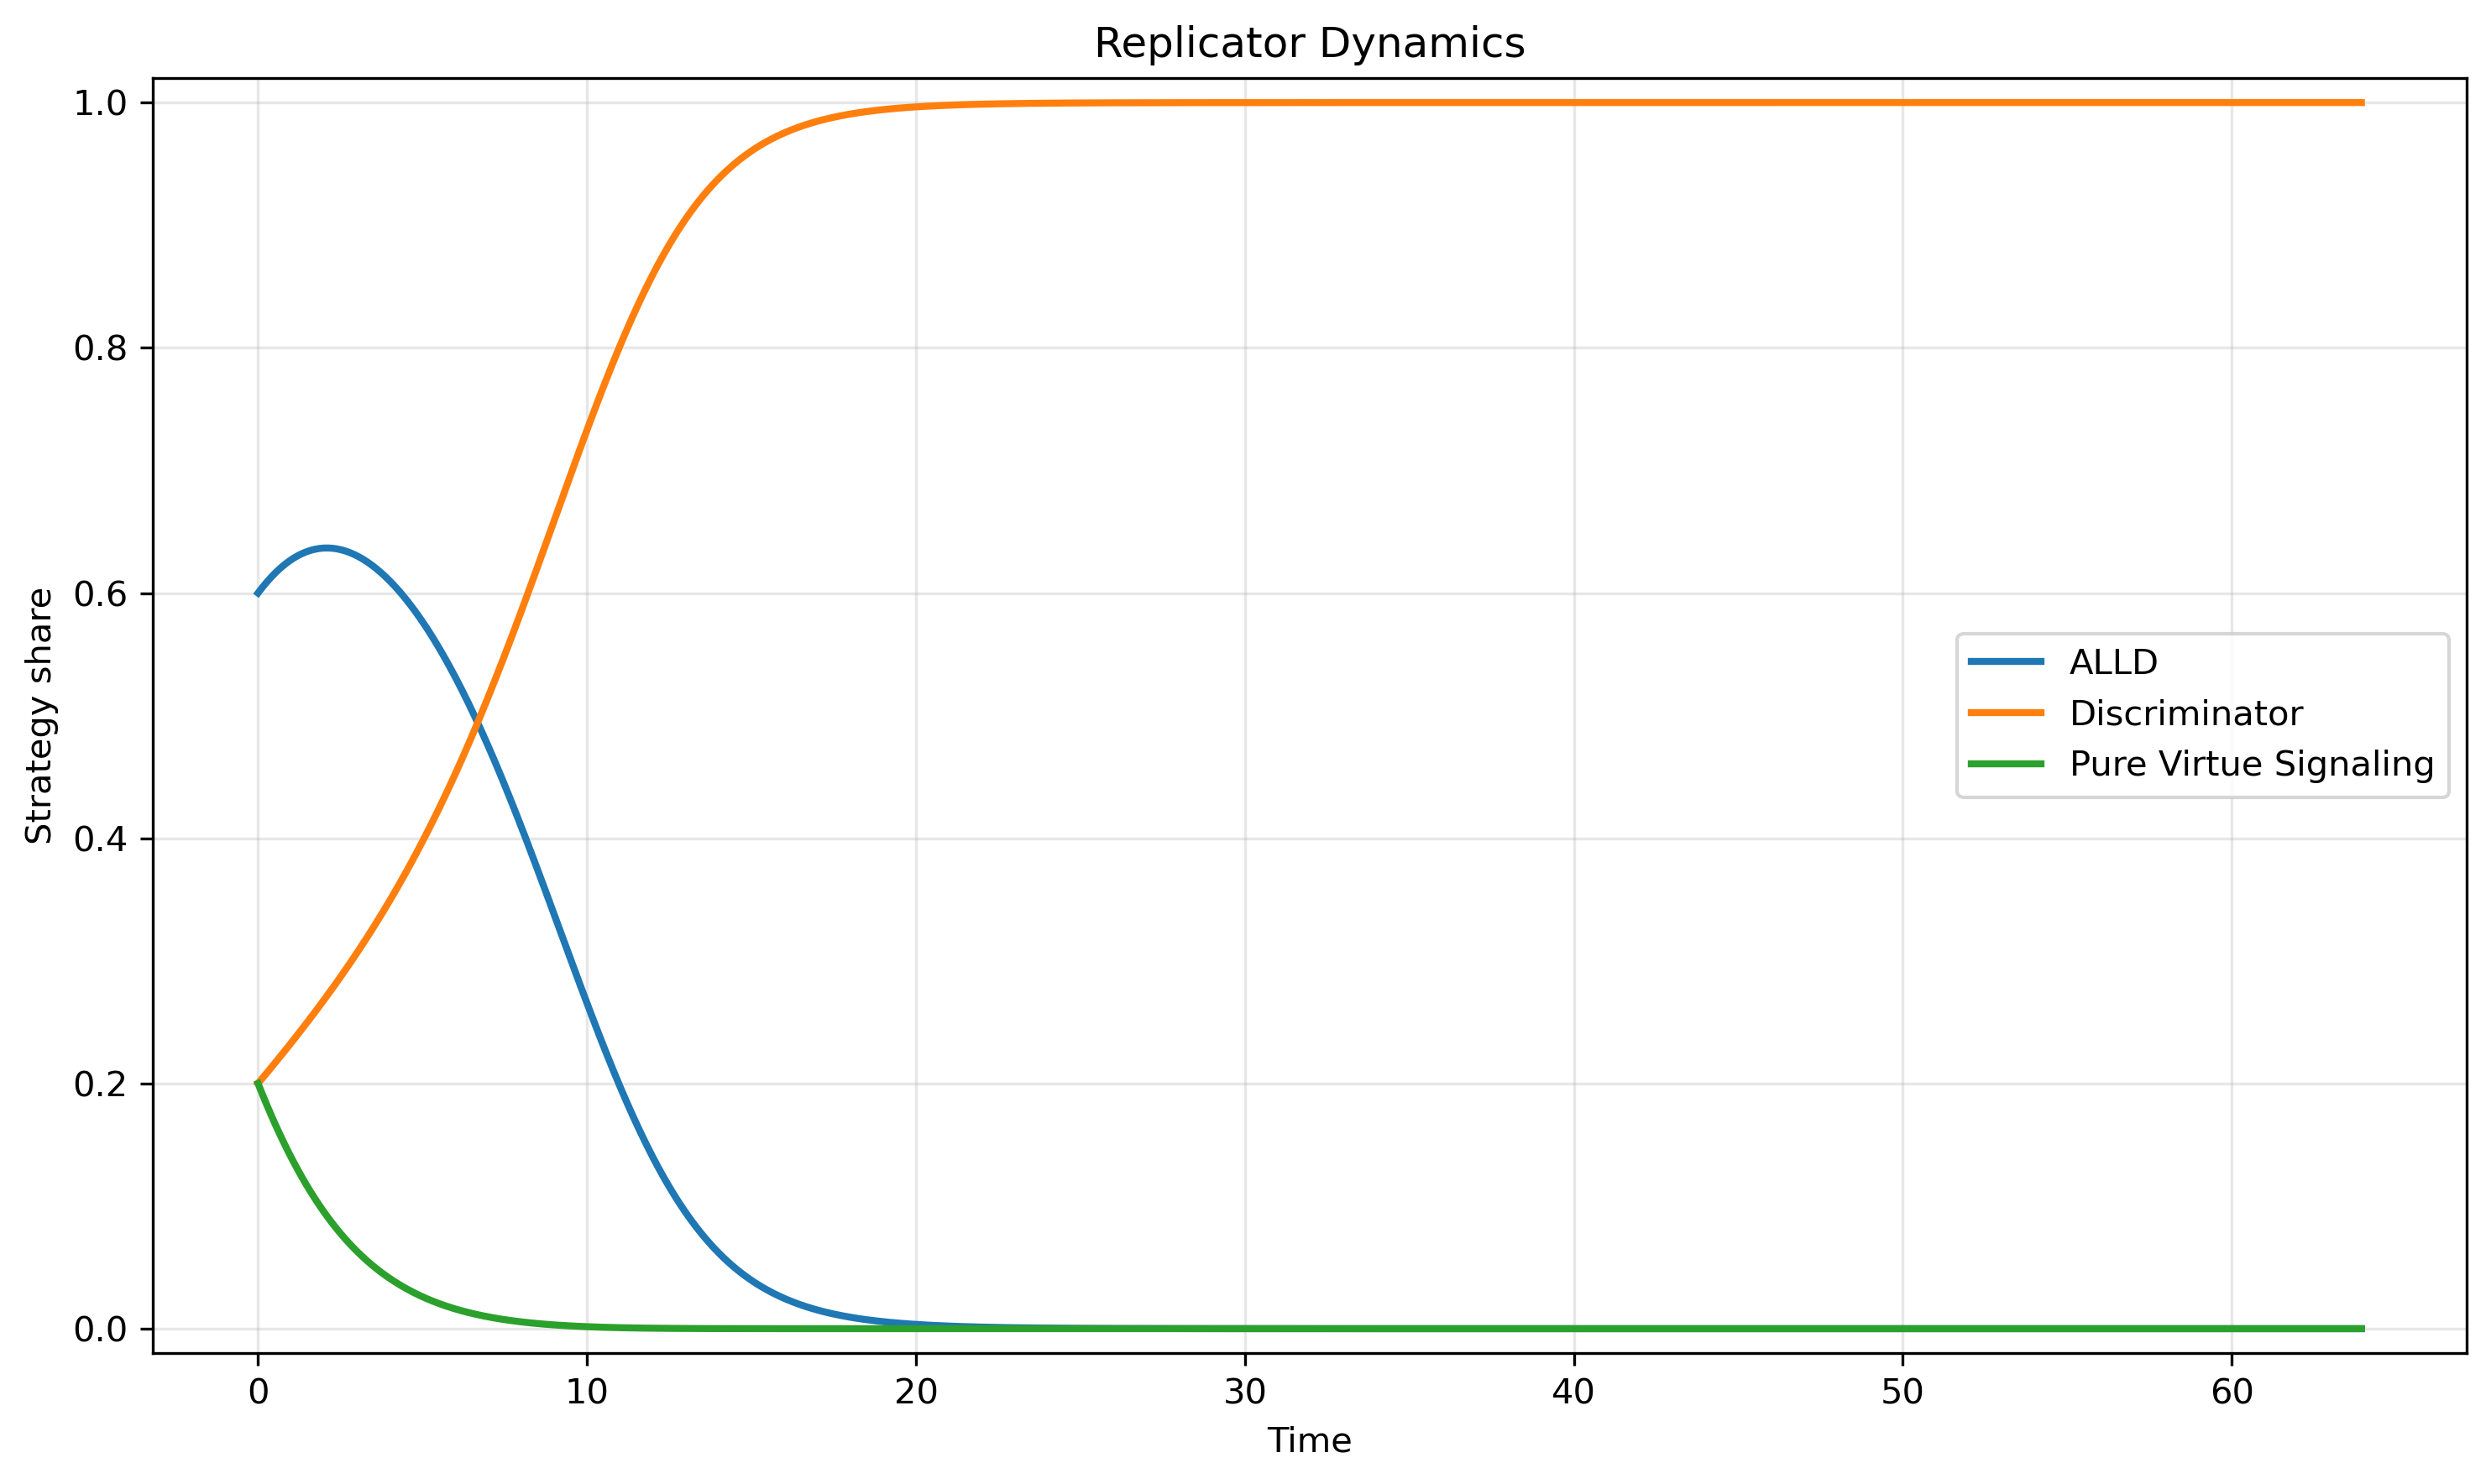 Replicator Dynamics
1.0
0.8
0.6
0.4
0.2
0.0
Strategy share
ALLD
Discriminator
Pure Virtue Signaling
0 10 20 30 40 50 60
Time